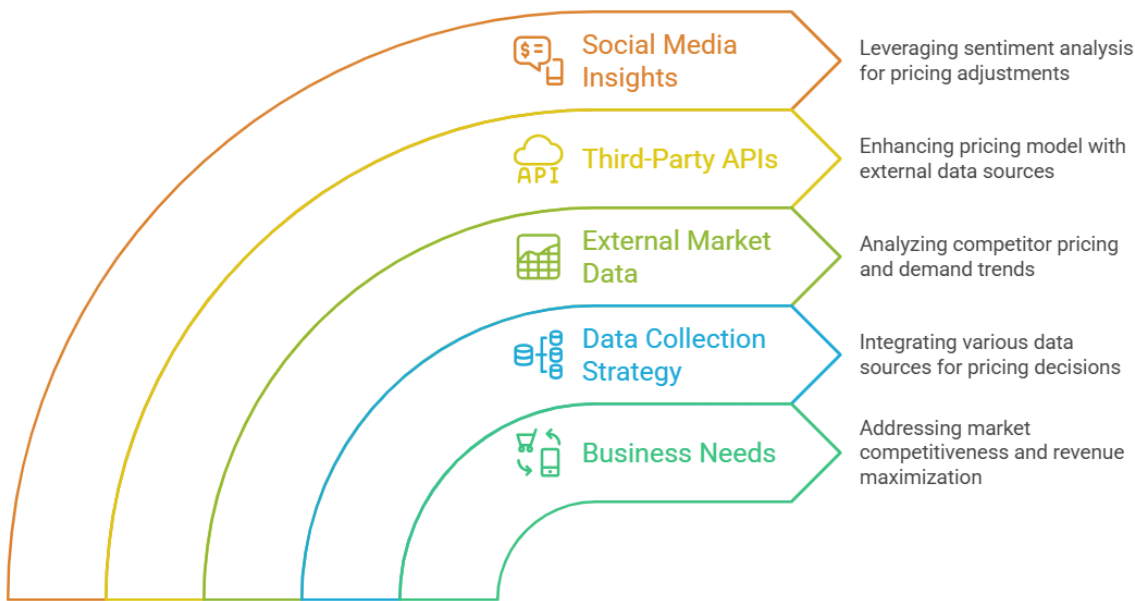 $
Social Media
Insights
Leveraging sentiment analysis
for pricing adjustments
API
Third-Party APIs
Enhancing pricing model with
external data sources
External Market
Data
Analyzing competitor pricing
and demand trends
Data Collection
Strategy
Integrating various data
sources for pricing decisions
Business Needs
Addressing market
competitiveness and revenue
maximization